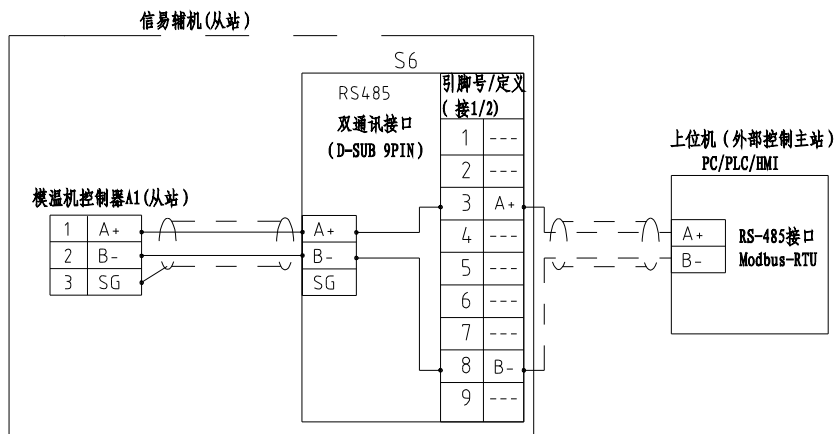 信易辅机(从站)
S6
RS485
双通讯接口
(D-SUB 9PIN)
引脚号/定义
( 接1/2)
1 ---
2 ---
3 A+
4 ---
5 ---
6 ---
7 ---
8 B-
9 ---
模温机控制器A1(从站)
1 A+
2 B-
3 SG
A+
B-
SG
上位机 (外部控制主站)
PC/PLC/HMI
A+
B-
RS-485接口
Modbus-RTU